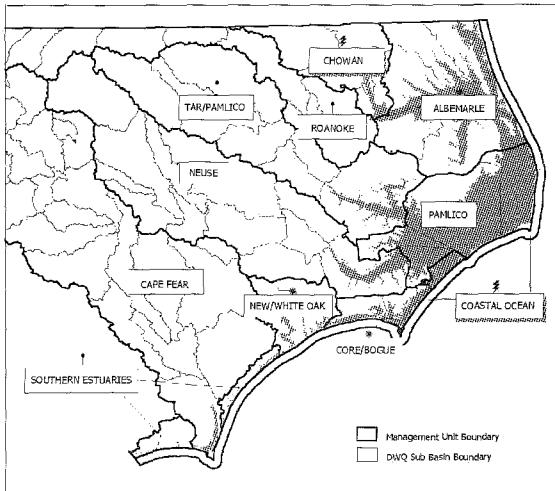 CHOWAN
TAR/PAMLICO
ALBEMARLE
ROANOKE
NEUSE
PAMLICO
CAPE FEAR
NEW/WHITE OAK
COASTAL OCEAN
CORE/BOGUE
SOUTHERN ESTUARIES
Management Unit Boundary
DWQ Sub Basin Boundary